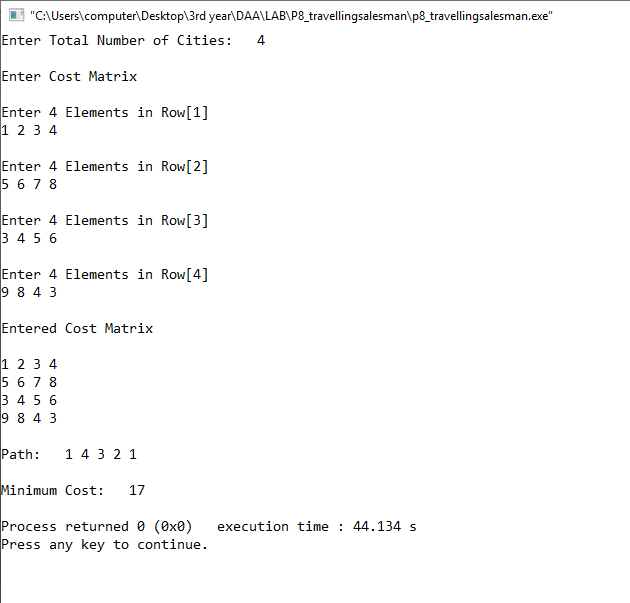 "C:\Users\computer\Desktop\3rd year\DAA\LAB\P8_travellingsalesman\p8_travellingsalesman.exe"
Enter Total Number of Cities:   4
Enter Cost Matrix
Enter 4 Elements in Row[1]
1 2 3 4
Enter 4 Elements in Row[2]
5 6 7 8
Enter 4 Elements in Row[3]
3 4 5 6
Enter 4 Elements in Row[4]
9 8 4 3
Entered Cost Matrix
1 2 3 4
5 6 7 8
3 4 5 6
9 8 4 3
Path:   1 4 3 2 1
Minimum Cost:   17
Process returned 0 (0x0)   execution time : 44.134 s
Press any key to continue.